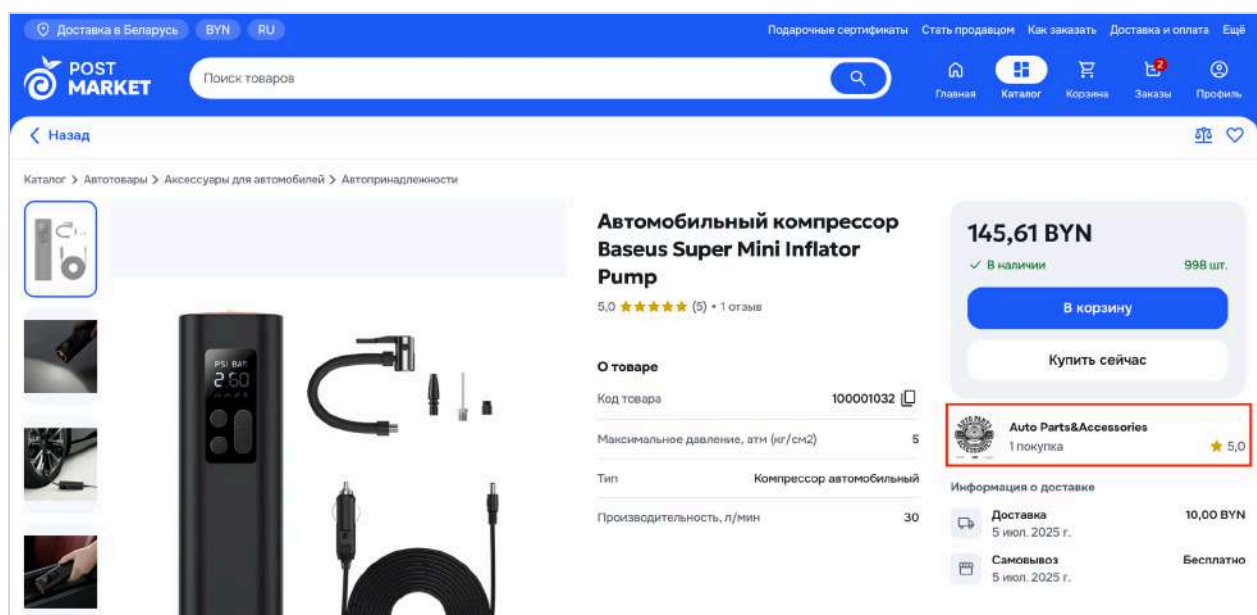 Доставка в Беларусь BYN RU
Подарочные сертификаты Стать продавцом Как заказать Доставка и оплата Ещё
POST
MARKET
Поиск товаров
2
Главная Каталог Корзина Заказы Профиль
Назад
Каталог > Автотовары > Аксессуары для автомобилей > Автопринадлежности
Автомобильный компрессор
Baseus Super Mini Inflator
Pump
5,0 ★★★★★ (5) • 1 отзыв
О товаре
Код товара 100001032
Максимальное давление, атм (кг/см2) 5
Тип Компрессор автомобильный
Производительность, л/мин 30
PSI BAR
2.60
145,61 BYN
В наличии 998 шт.
В корзину
Купить сейчас
AUTO PARTS
ACCESSORIES
Auto Parts&Accessories
1 покупка ★ 5,0
Информация о доставке
Доставка 10,00 BYN
5 июл. 2025 г.
Самовывоз Бесплатно
5 июл. 2025 г.